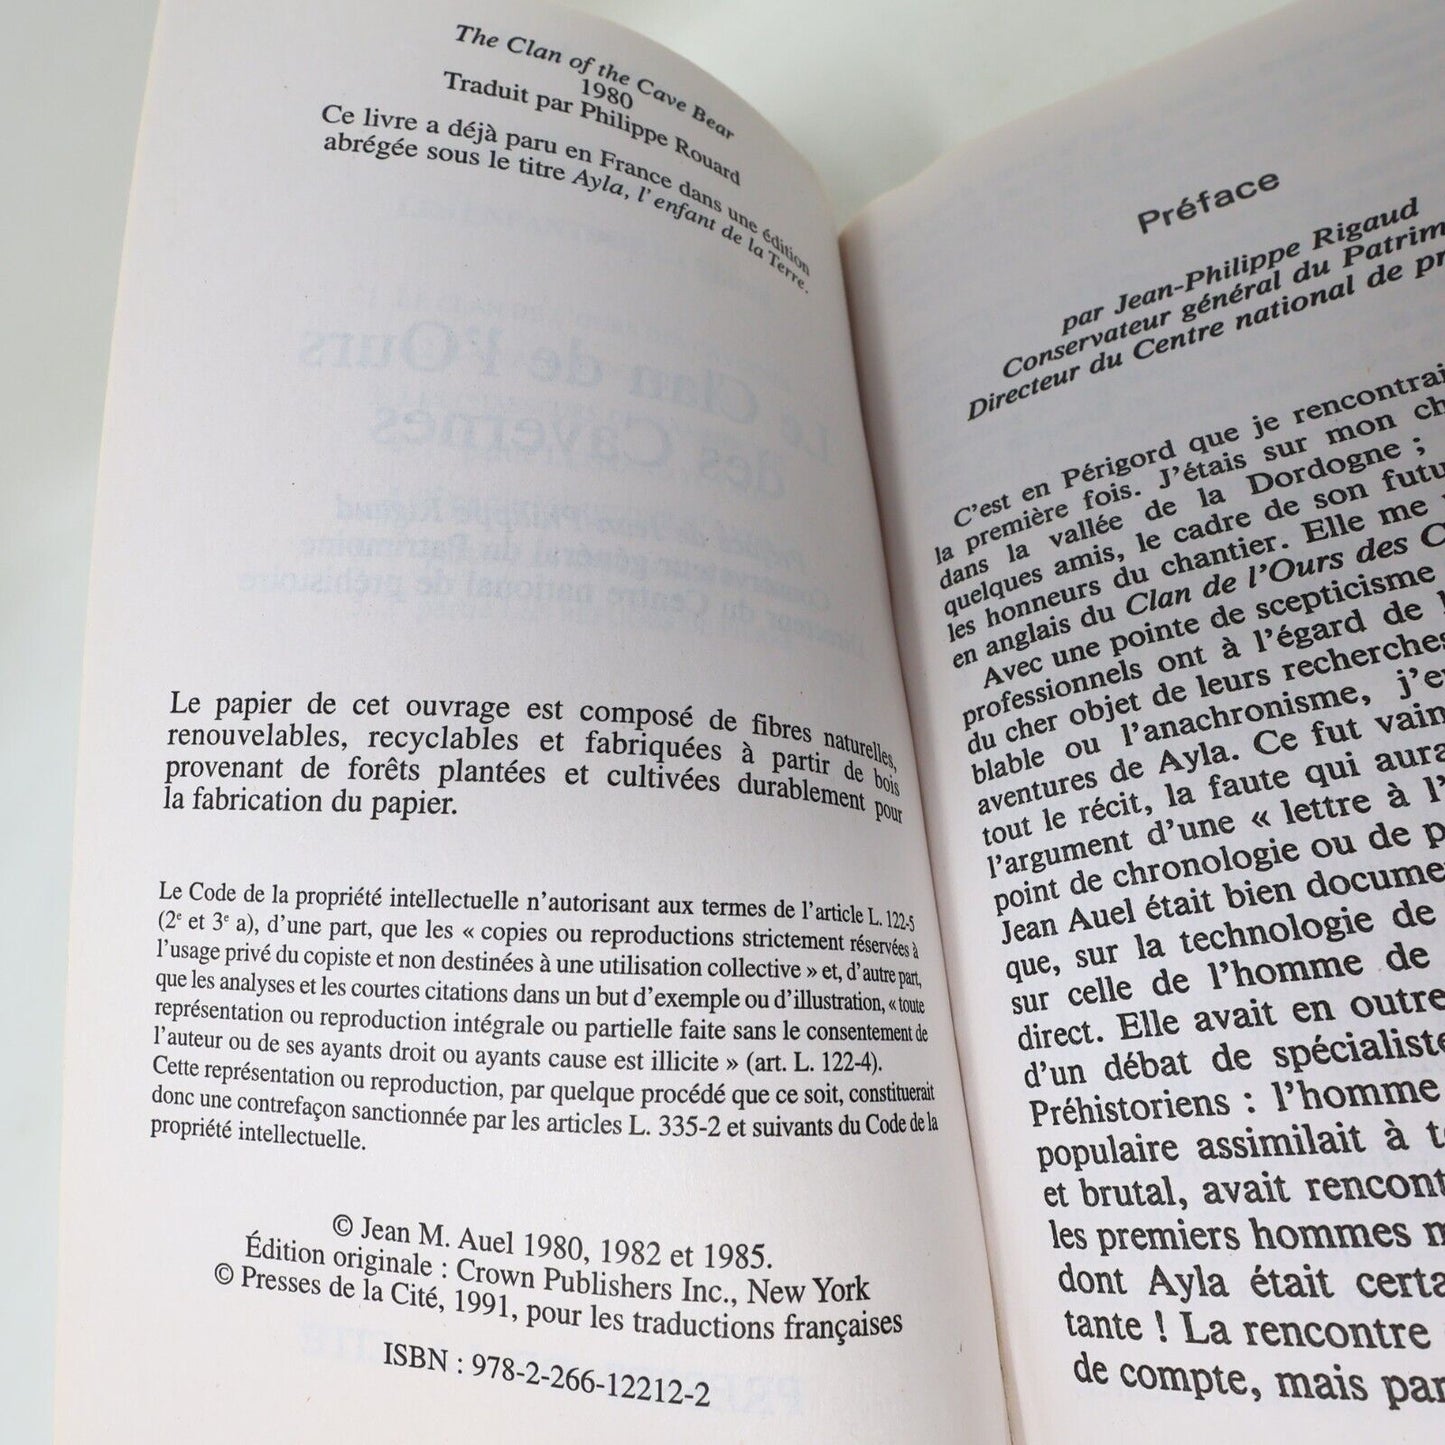 The Clan of the Cave Bear
1980
Traduit par Philippe Rouard
Ce livre a déjà paru en France dans une édition
abrégée sous le titre Ayla, l'enfant de la Terre.
Le papier de cet ouvrage est composé de fibres naturelles,
renouvelables, recyclables et fabriquées à partir de bois
provenant de forêts plantées et cultivées durablement pour
la fabrication du papier.
Le Code de la propriété intellectuelle n'autorisant aux termes de l'article L. 122-5
(2e et 3e a), d'une part, que les « copies ou reproductions strictement réservées à
l'usage privé du copiste et non destinées à une utilisation collective » et, d'autre part,
que les analyses et les courtes citations dans un but d'exemple ou d'illustration, « toute
représentation ou reproduction intégrale ou partielle faite sans le consentement de
l'auteur ou de ses ayants droit ou ayants cause est illicite » (art. L. 122-4).
Cette représentation ou reproduction, par quelque procédé que ce soit, constituerait
donc une contrefaçon sanctionnée par les articles L. 335-2 et suivants du Code de la
propriété intellectuelle.
© Jean M. Auel 1980, 1982 et 1985.
Édition originale : Crown Publishers Inc., New York
© Presses de la Cité, 1991, pour les traductions françaises
ISBN : 978-2-266-12212-2
Préface
par Jean-Philippe Rigaud
Conservateur général du Patrim
Directeur du Centre national de pr
C'est en Périgord que je rencontrai
la première fois. J'étais sur mon ch
dans la vallée de la Dordogne ;
quelques amis, le cadre de son futu
les honneurs du chantier. Elle me
en anglais du Clan de l'Ours des C
Avec une pointe de scepticisme
professionnels ont à l'égard de l
du cher objet de leurs recherches
blable ou l'anachronisme, j'e
aventures de Ayla. Ce fut vain
tout le récit, la faute qui aura
l'argument d'une « lettre à l'
point de chronologie ou de p
Jean Auel était bien docume
que, sur la technologie de
sur celle de l'homme de
direct. Elle avait en outre
d'un débat de spécialiste
Préhistoriens : l'homme
populaire assimilait à t
et brutal, avait rencont
les premiers hommes m
dont Ayla était certa
tante ! La rencontre
de compte, mais par